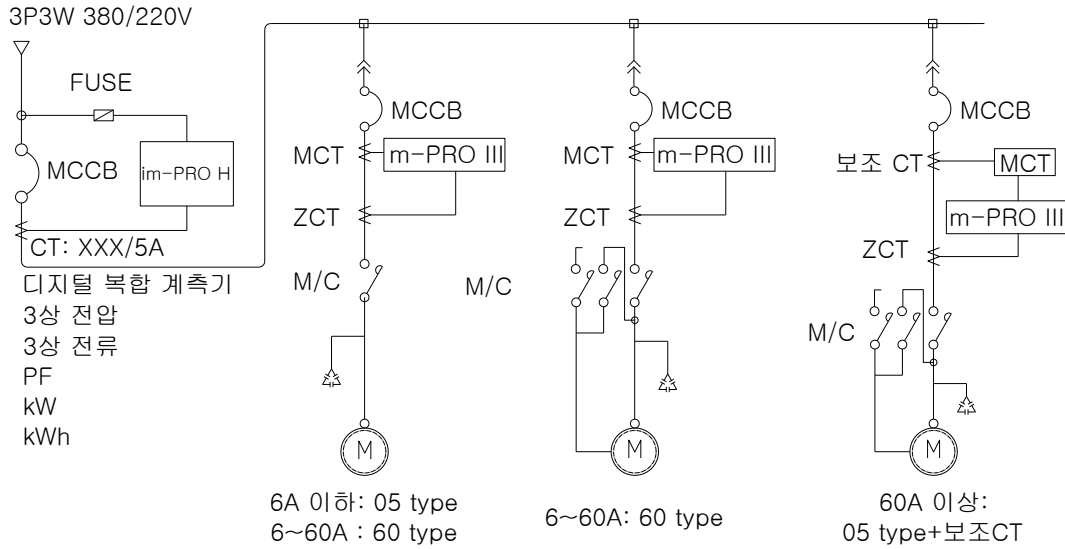 3P3W 380/220V
FUSE
MCCB
im-PRO H
CT: XXX/5A
디지털 복합 계측기
3상 전압
3상 전류
PF
kW
kWh
MCCB
MCT
m-PRO III
ZCT
M/C
M
6A 이하: 05 type
6~60A : 60 type
MCCB
MCT
m-PRO III
ZCT
M/C
M
6~60A: 60 type
MCCB
보조 CT
MCT
m-PRO III
ZCT
M/C
M
60A 이상:
05 type+보조CT